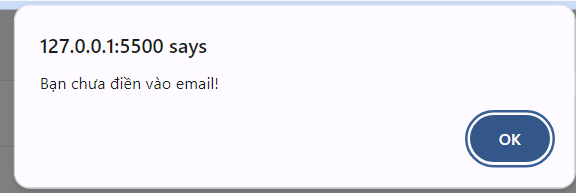 127.0.0.1:5500 says
Bạn chưa điền vào email!
OK